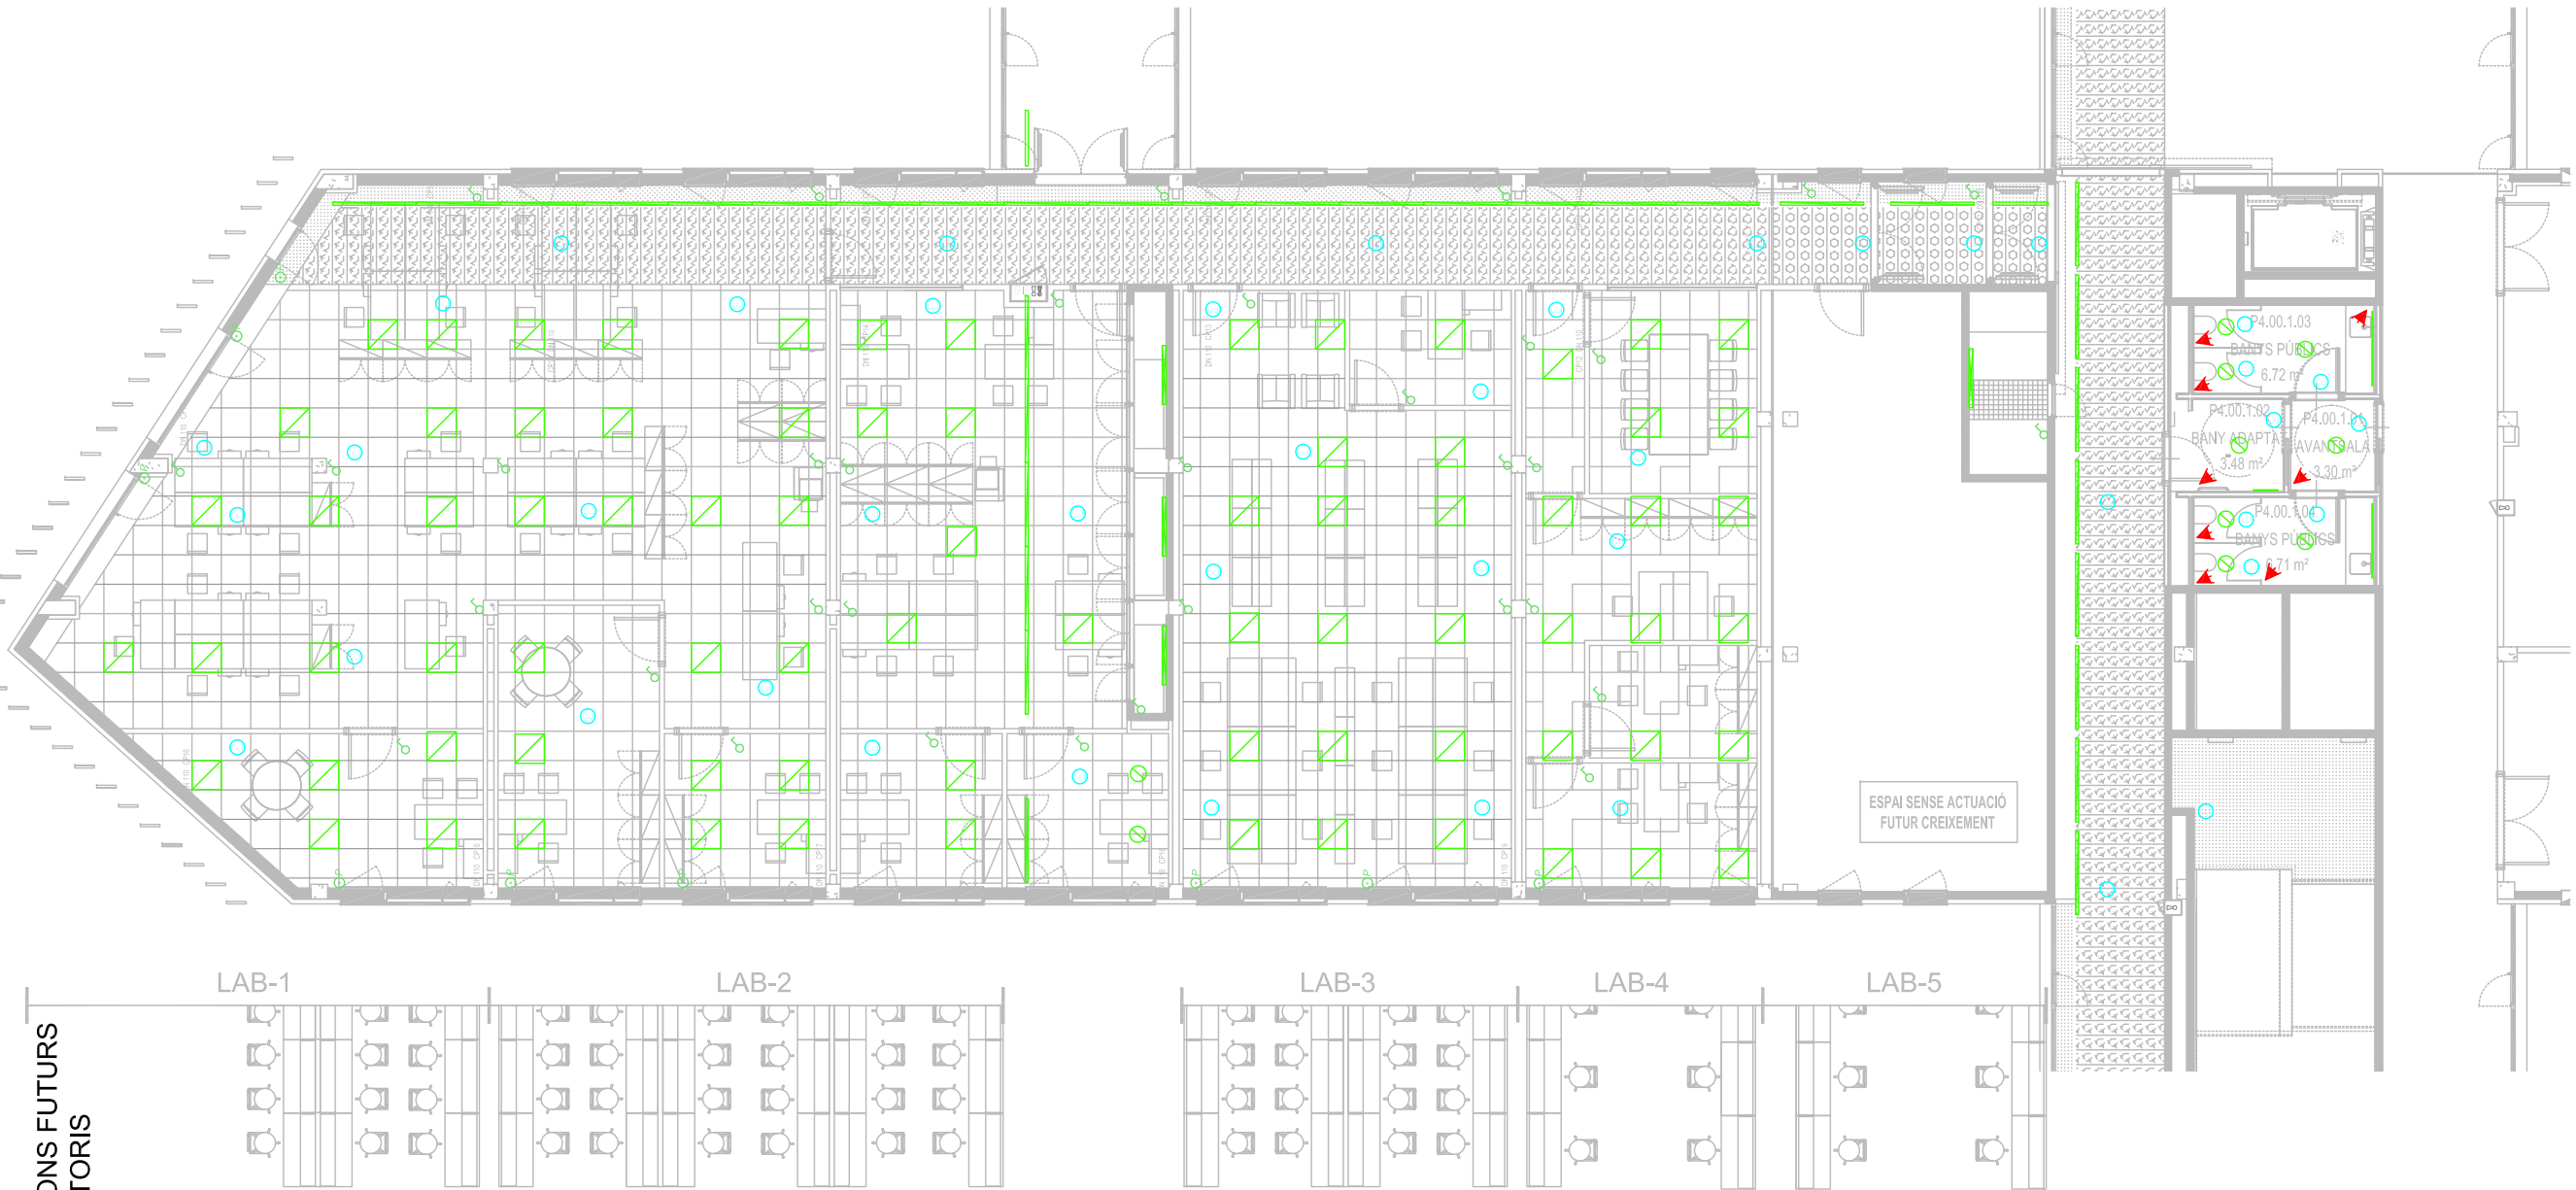 P4.00.1.03
BANYS PÚBLICS
6.72 m²
P4.00.1.02
BANY ADAPTAT
3.48 m²
P4.00.1.01
AVANTSALA
3.30 m²
P4.00.1.04
BANYS PÚBLICS
6.71 m²
ESPAI SENSE ACTUACIÓ
FUTUR CREIXEMENT
LAB-1
LAB-2
LAB-3
LAB-4
LAB-5
ONS FUTURS
TORIS